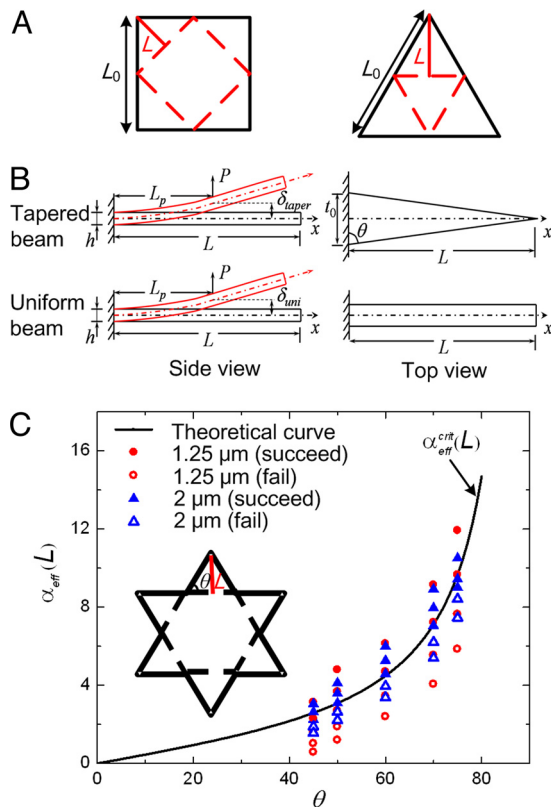 A
L₀
L
L₀
L
B
Tapered
beam
h
Lₚ
P
δ_taper
x
L
t₀
θ
L
x
Uniform
beam
h
Lₚ
P
δ_uni
x
L
L
x
Side view
Top view
C
α_eff(L)
16
12
8
4
0
Theoretical curve
1.25 μm (succeed)
1.25 μm (fail)
2 μm (succeed)
2 μm (fail)
α_eff^crit(L)
θ
L
0
20
40
60
80
θ